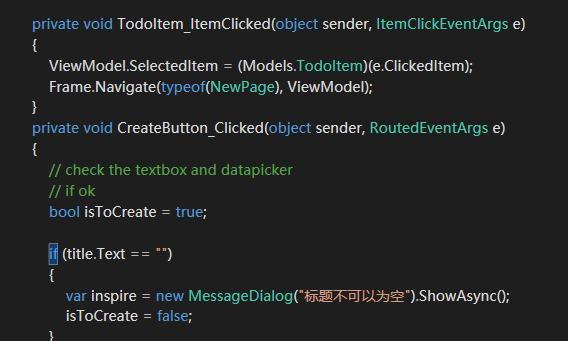 private void TodoItem_ItemClicked(object sender, ItemClickEventArgs e)
{
ViewModel.SelectedItem = (Models.TodoItem)(e.ClickedItem);
Frame.Navigate(typeof(NewPage), ViewModel);
}
private void CreateButton_Clicked(object sender, RoutedEventArgs e)
{
// check the textbox and datapicker
// if ok
bool isToCreate = true;
if (title.Text == "")
{
var inspire = new MessageDialog("标题不可以为空").ShowAsync();
isToCreate = false;
}